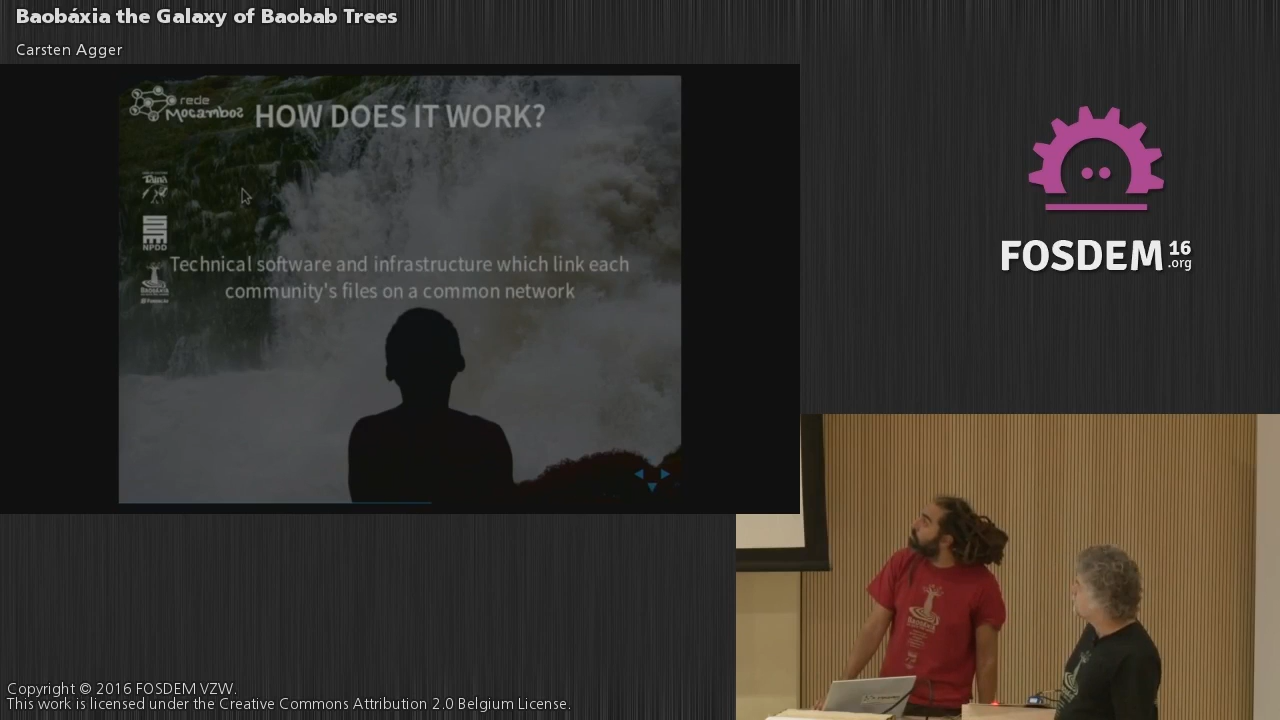 Baobáxia the Galaxy of Baobab Trees
Carsten Agger
rede
Mocambos
HOW DOES IT WORK?
NPDD
Technical software and infrastructure which link each
community's files on a common network
FOSDEM 16
.org
Baobáxia
Copyright © 2016 FOSDEM VZW.
This work is licensed under the Creative Commons Attribution 2.0 Belgium License.